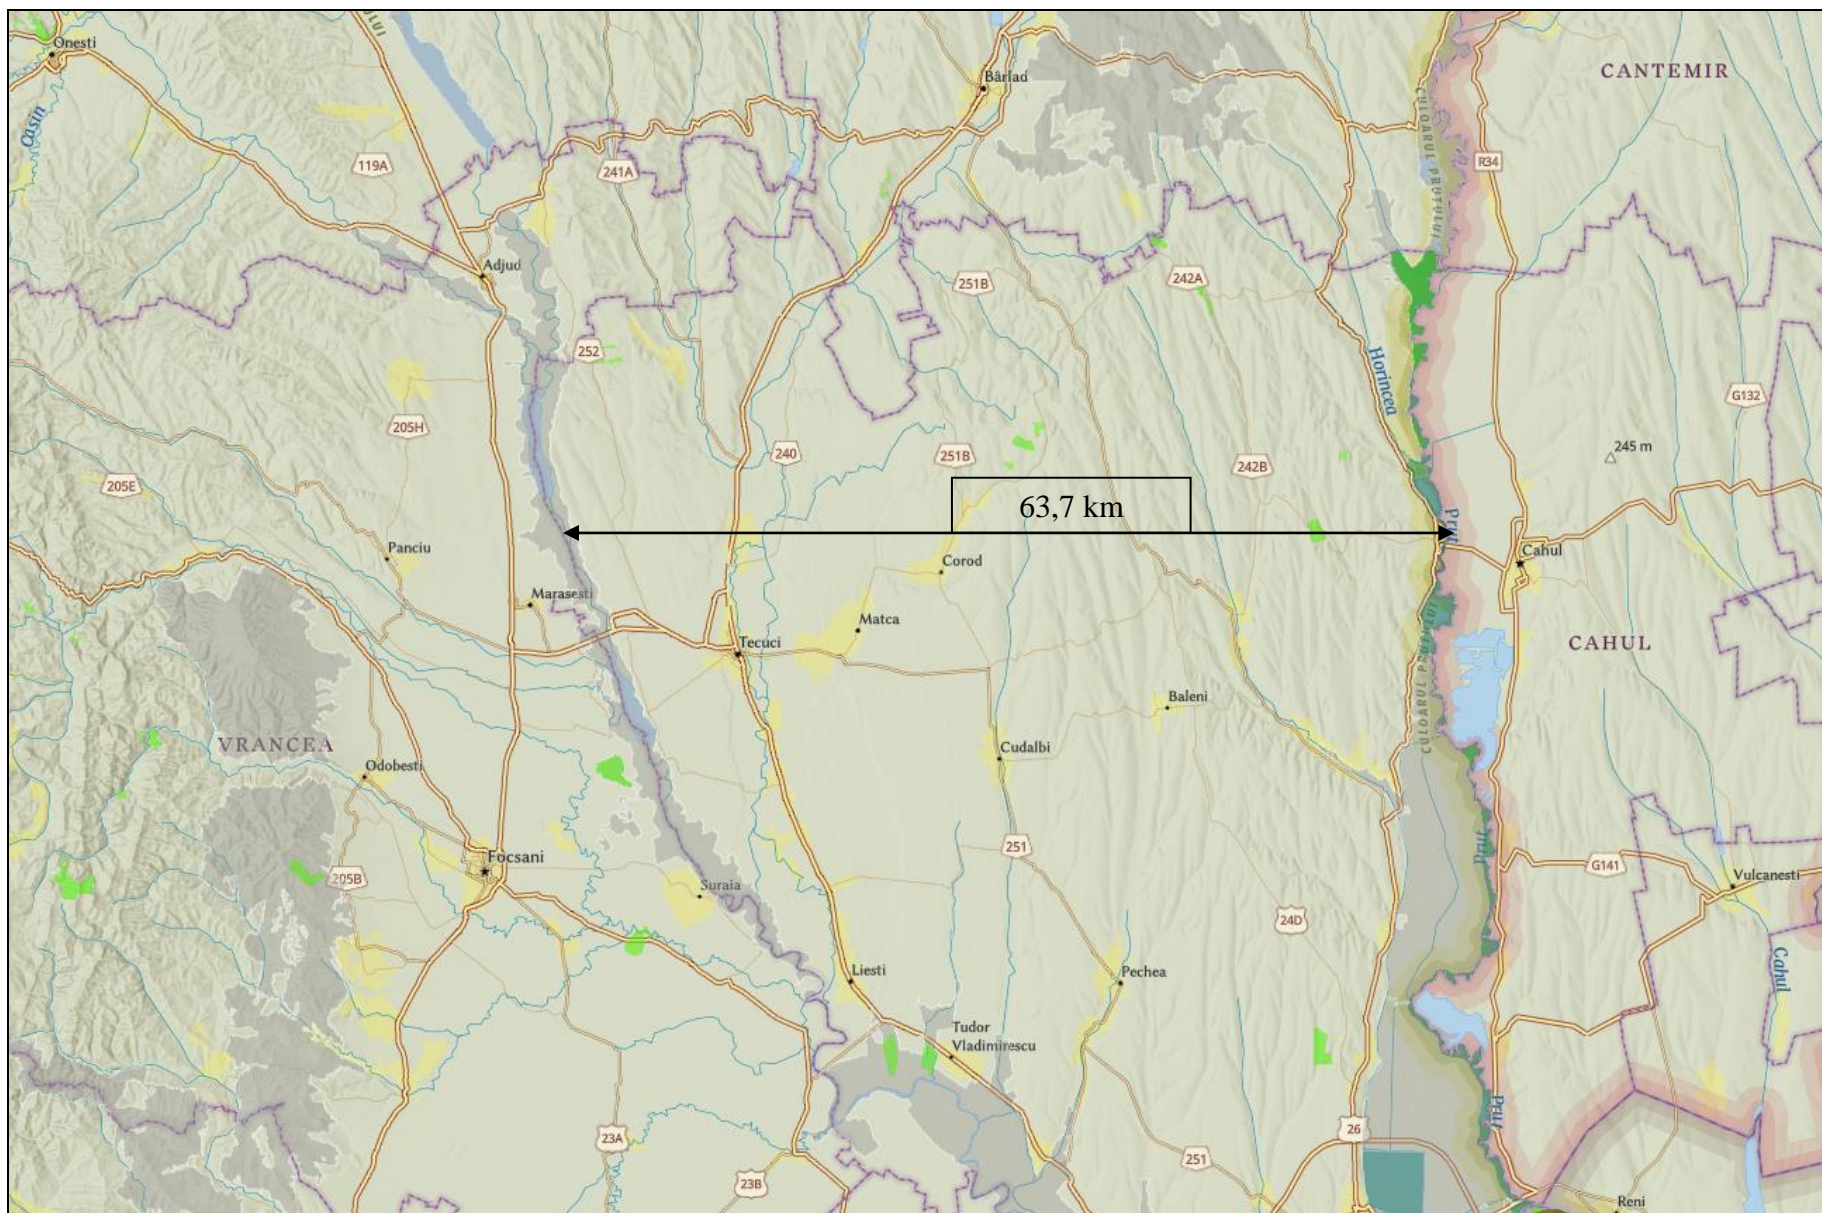 ULUI
Onesti
Bârlad
CANTEMIR
Casin
CULOARUL PRUTULUI
119A
241A
R34
Adjud
251B
242A
252
Horincea
G132
205H
240
251B
242B
245 m
205E
63,7 km
Prut
Panciu
Corod
Cahul
Marasesti
Matca
Tecuci
CAHUL
CULOARUL PRUTULUI
Baleni
VRANCEA
Odobesti
Cudalbi
251
Prut
Focsani
G141
205B
Suraia
Vulcanesti
24D
Liesti
Pechea
Cahul
Tudor
Vladimirescu
Prut
23A
26
251
23B
Reni